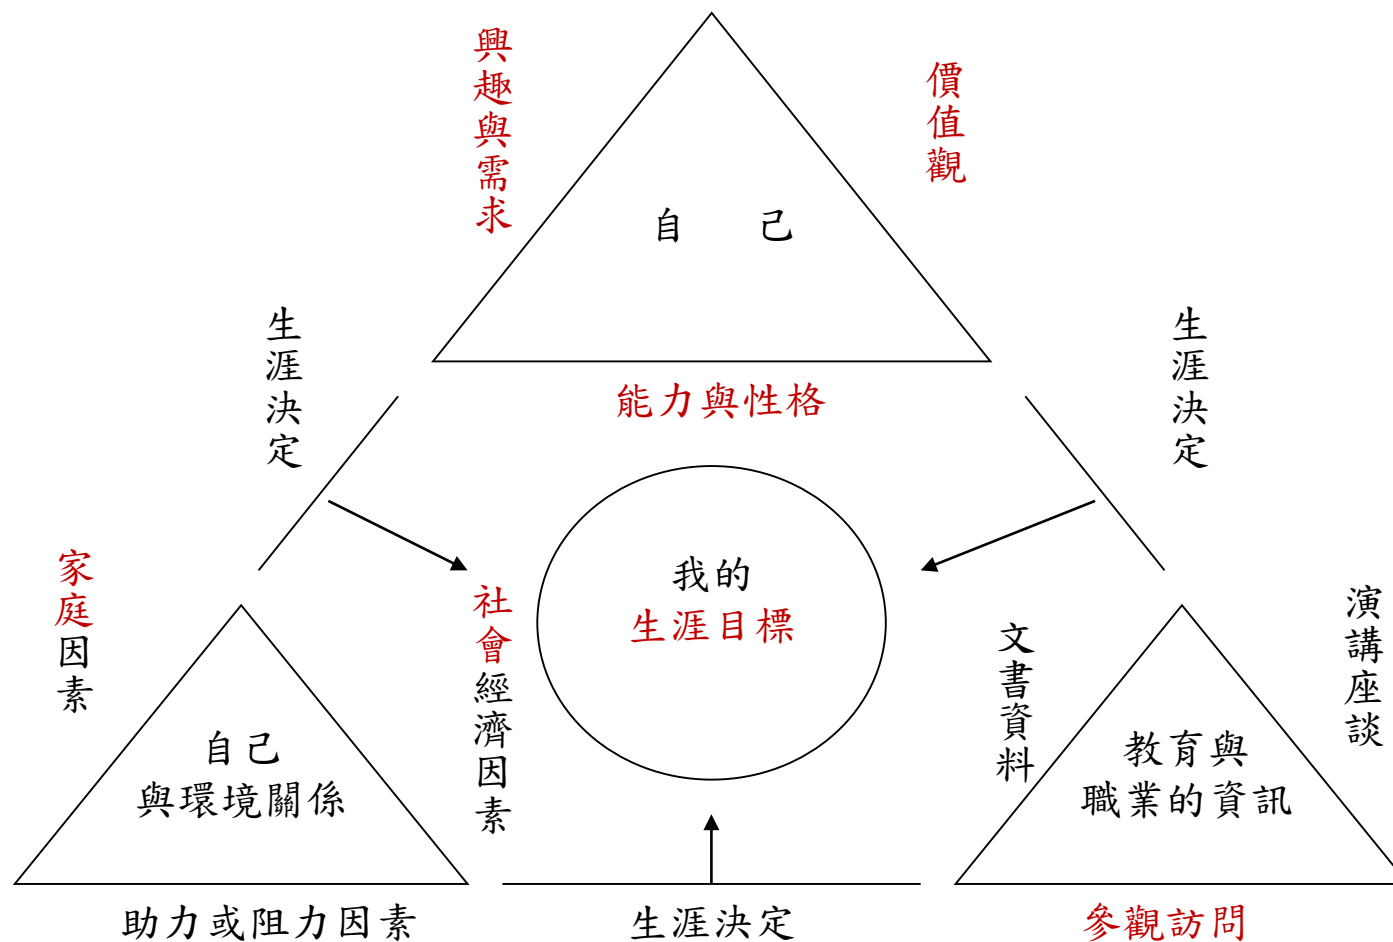 興趣與需求
價值觀
自 己
能力與性格
生涯決定
生涯決定
我的
生涯目標
家庭因素
社會經濟因素
自己
與環境關係
助力或阻力因素
生涯決定
文書資料
演講座談
教育與
職業的資訊
參觀訪問